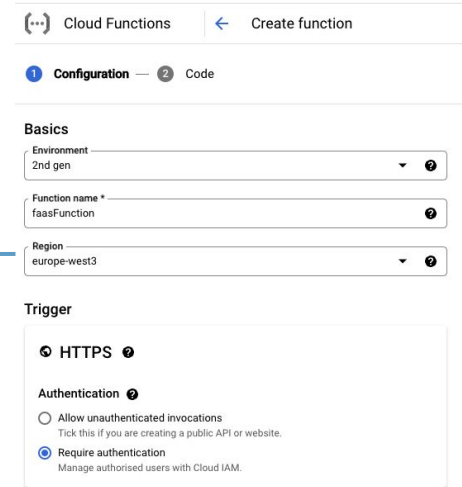 Cloud Functions
Create function
1 Configuration — 2 Code
Basics
Environment
2nd gen
Function name *
faasFunction
Region
europe-west3
Trigger
HTTPS
Authentication
Allow unauthenticated invocations
Tick this if you are creating a public API or website.
Require authentication
Manage authorised users with Cloud IAM.